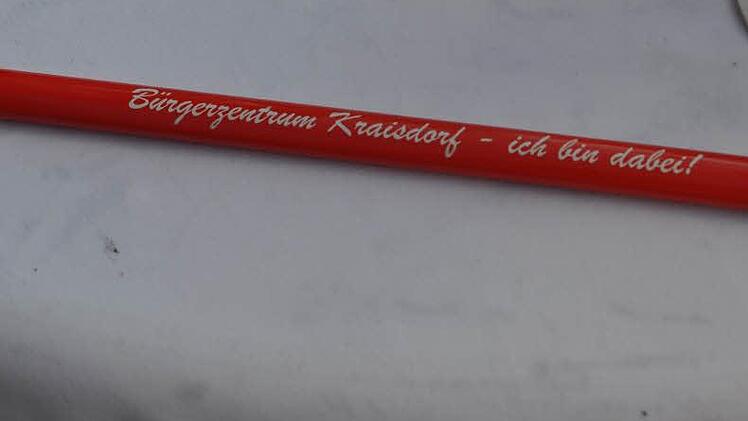 Bürgerzentrum Kraisdorf - ich bin dabei!